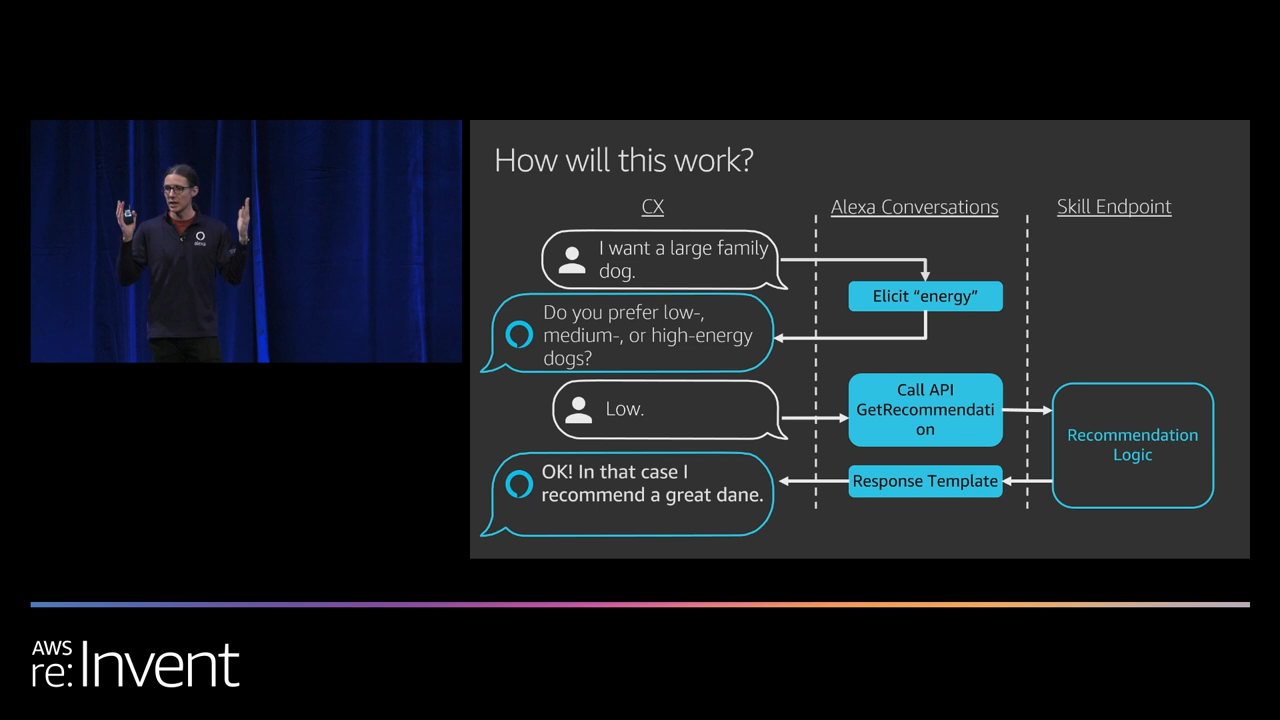 How will this work?
CX
Alexa Conversations
Skill Endpoint
I want a large family
dog.
Elicit “energy”
Do you prefer low-,
medium-, or high-energy
dogs?
Low.
Call API
GetRecommendati
on
Recommendation
Logic
OK! In that case I
recommend a great dane.
Response Template
AWS
re:Invent